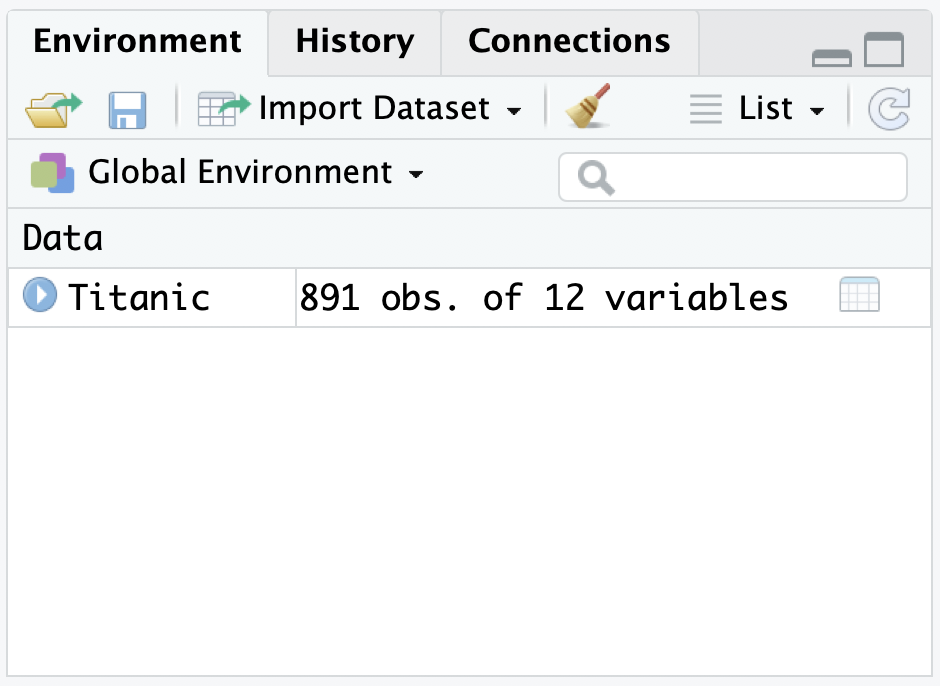 Environment History Connections
Import Dataset List
Global Environment
Data
Titanic 891 obs. of 12 variables